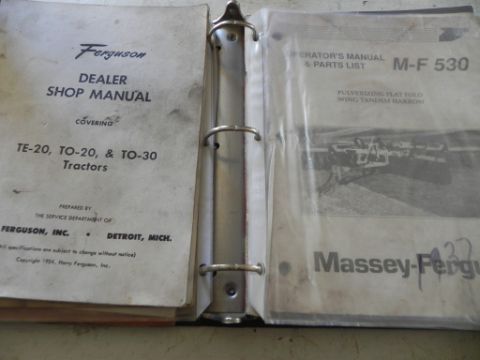 Ferguson
DEALER
SHOP MANUAL
COVERING
TE-20, TO-20, & TO-30
Tractors
PREPARED BY
THE SERVICE DEPARTMENT OF
FERGUSON, INC. • DETROIT, MICH.
specifications are subject to change without notice)
Copyright 1954, Harry Ferguson, Inc.
OPERATOR'S MANUAL
& PARTS LIST
M-F 530
PULVERIZING FLAT FOLD
WING TANDEM HARROW
Massey-Fergu